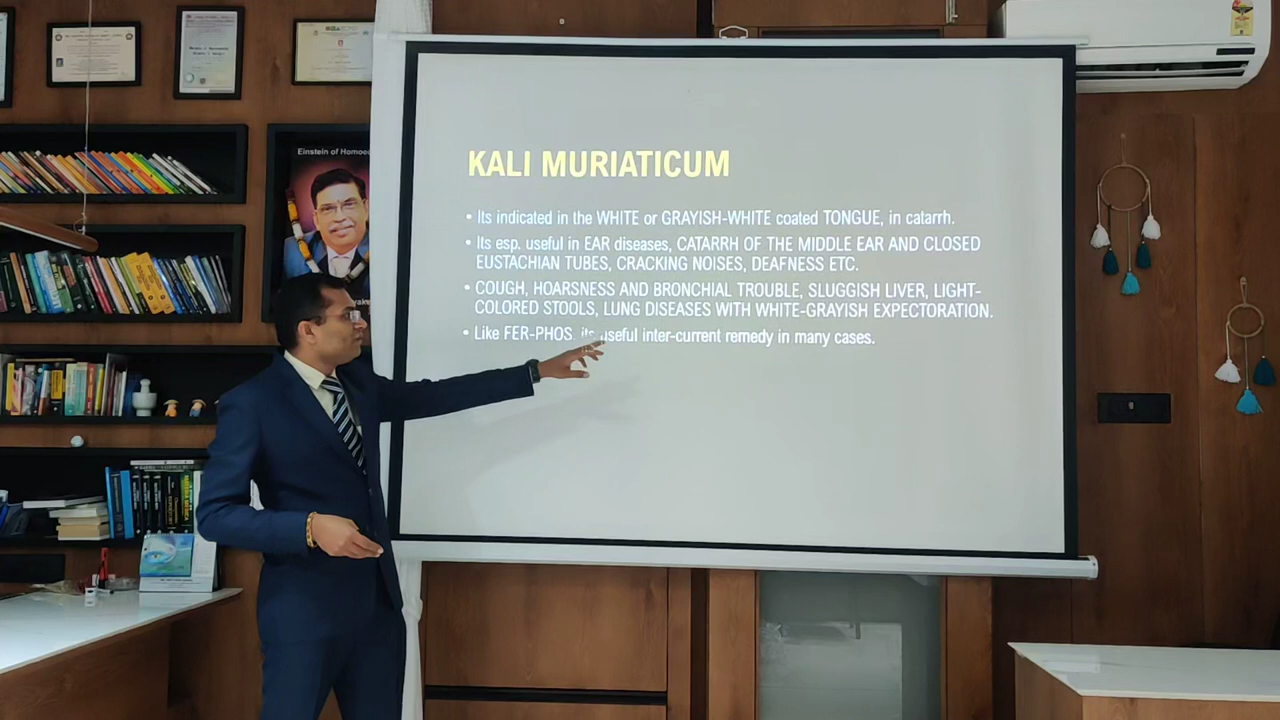 Einstein of Homoeo
KALI MURIATICUM
• Its indicated in the WHITE or GRAYISH-WHITE coated TONGUE, in catarrh.
• Its esp. useful in EAR diseases, CATARRH OF THE MIDDLE EAR AND CLOSED
EUSTACHIAN TUBES, CRACKING NOISES, DEAFNESS ETC.
• COUGH, HOARSNESS AND BRONCHIAL TROUBLE, SLUGGISH LIVER, LIGHT-
COLORED STOOLS, LUNG DISEASES WITH WHITE-GRAYISH EXPECTORATION.
• Like FER-PHOS, its useful inter-current remedy in many cases.